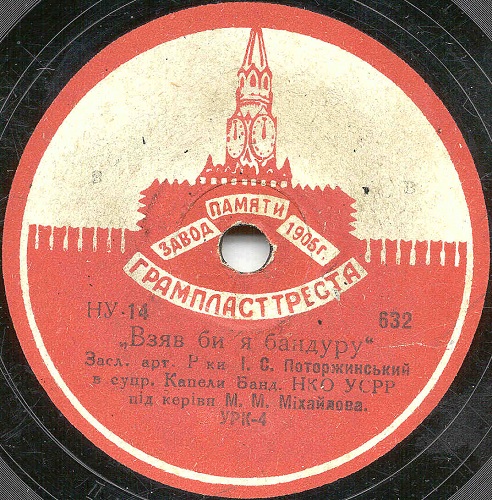 ПАМЯТИ
ЗАВОД 1905г.
ГРАМПЛАСТТРЕСТА
НУ-14 632
„Взяв би я бандуру“
Засл. арт. Р ки І. С. Поторжинський
в супр. Капели Банд. НКО УСРР
під керівн М. М. Міхайлова.
УРК-4
В В